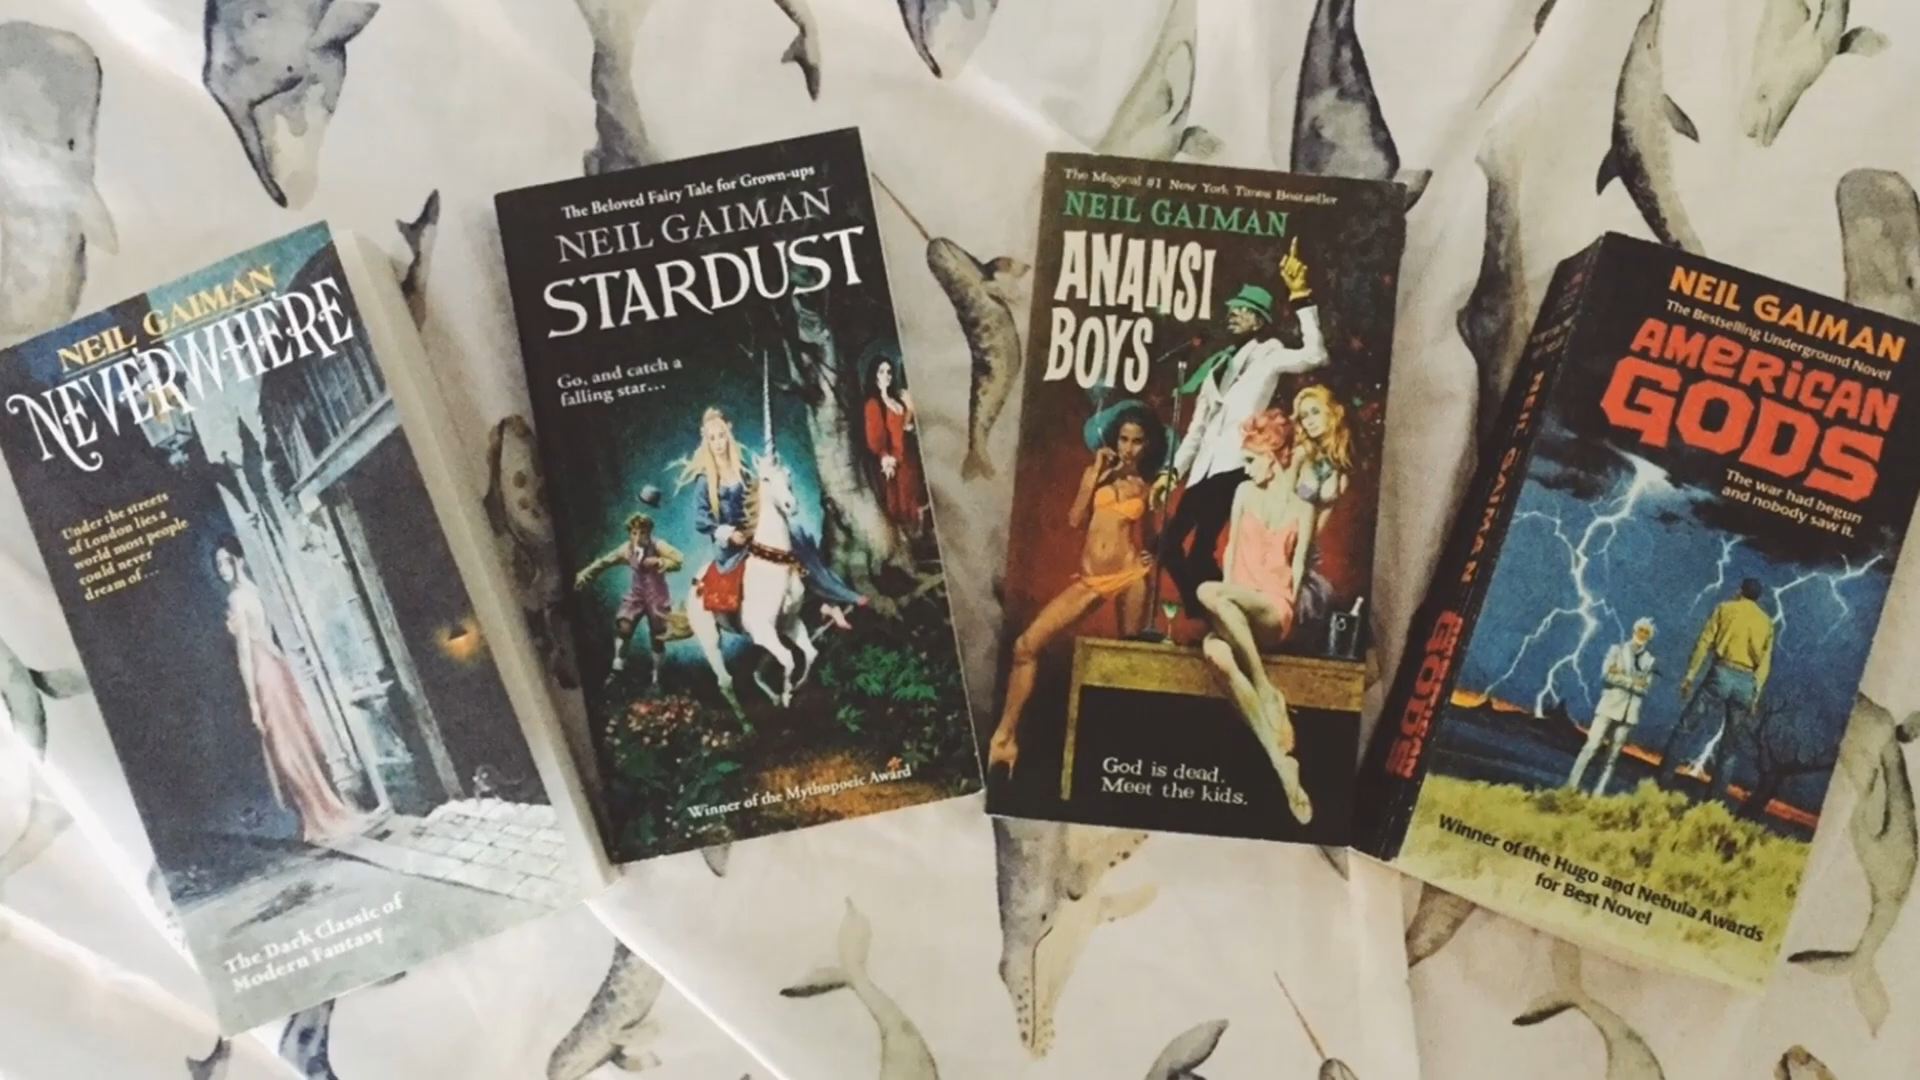 NEIL GAIMAN
NEVERWHERE
Under the streets
of London lies a
world most people
could never
dream of...
The Dark Classic of
Modern Fantasy
The Beloved Fairy Tale for Grown-ups
NEIL GAIMAN
STARDUST
Go, and catch a
falling star...
Winner of the Mythopoeic Award
The Magical #1 New York Times Bestseller
NEIL GAIMAN
ANANSI
BOYS
God is dead.
Meet the kids.
NEIL GAIMAN
AMERICAN
GODS
NEIL GAIMAN
The Bestselling Underground Novel
AMERiCAN
GODS
The war had begun
and nobody saw it.
Winner of the Hugo and Nebula Awards
for Best Novel